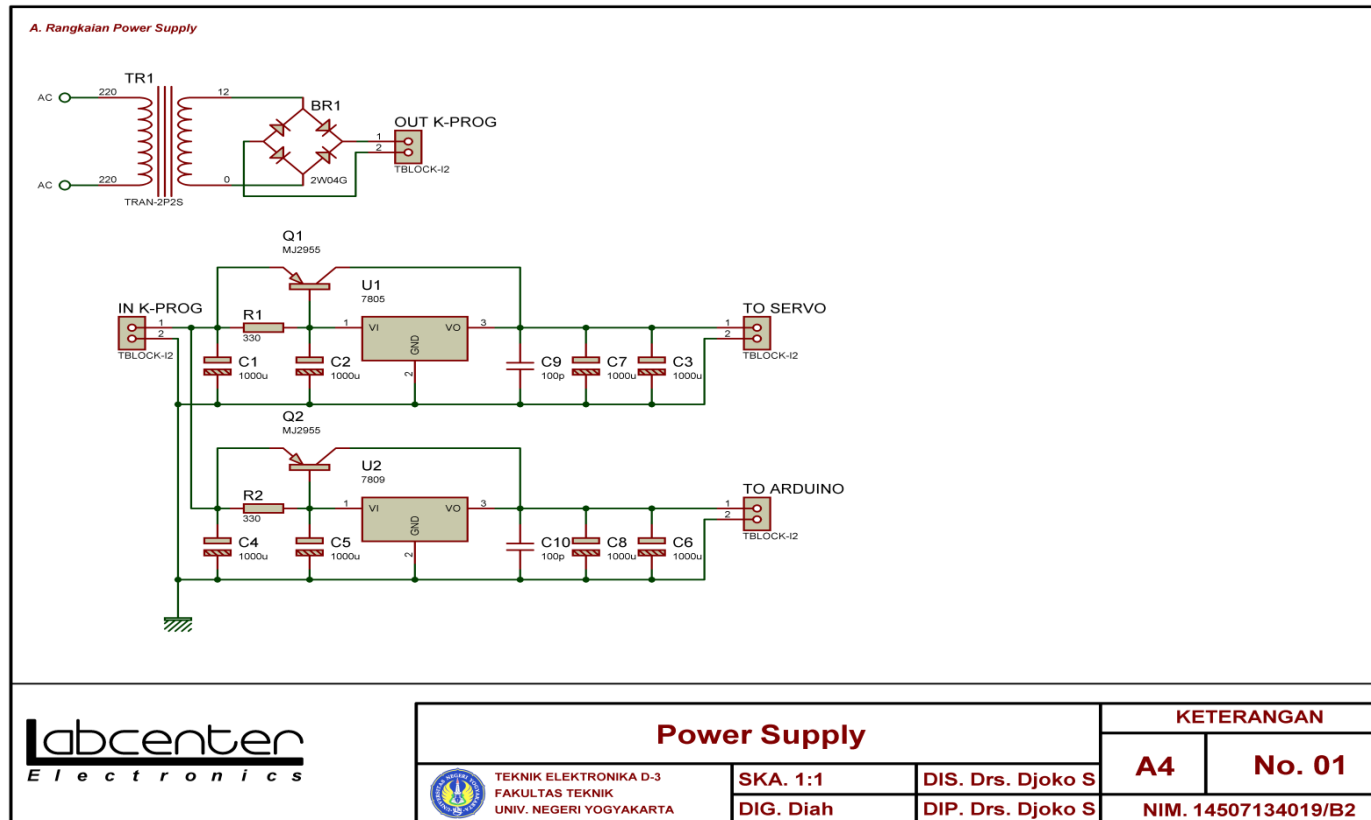 A. Rangkaian Power Supply
TR1
AC
220
12
BR1
OUT K-PROG
1
2
TBLOCK-I2
AC
220
0
2W04G
TRAN-2P2S
Q1
MJ2955
U1
7805
IN K-PROG
1
2
TBLOCK-I2
R1
330
1
VI
VO
3
GND
2
TO SERVO
1
2
TBLOCK-I2
C1
1000u
C2
1000u
C9
100p
C7
1000u
C3
1000u
Q2
MJ2955
U2
7809
R2
330
1
VI
VO
3
GND
2
TO ARDUINO
1
2
TBLOCK-I2
C4
1000u
C5
1000u
C10
100p
C8
1000u
C6
1000u
Labcenter
Electronics
Power Supply
KETERANGAN
A4
No. 01
TEKNIK ELEKTRONIKA D-3
FAKULTAS TEKNIK
UNIV. NEGERI YOGYAKARTA
SKA. 1:1
DIS. Drs. Djoko S
DIG. Diah
DIP. Drs. Djoko S
NIM. 14507134019/B2